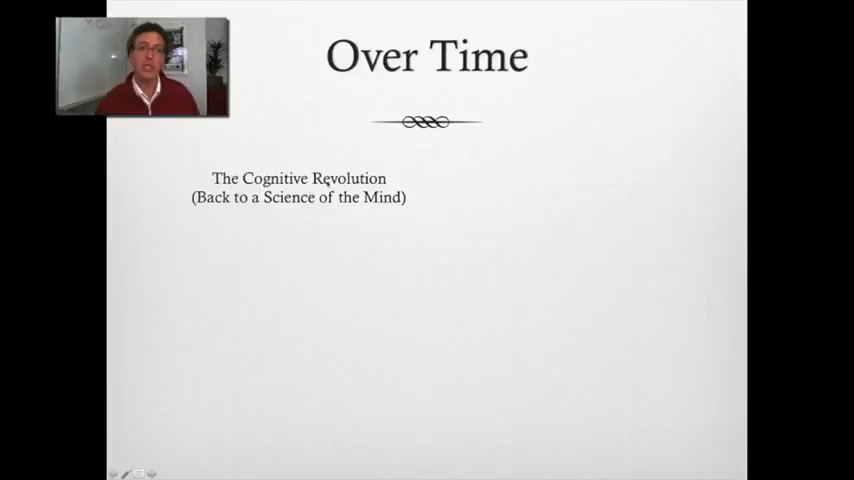 Over Time
The Cognitive Revolution
(Back to a Science of the Mind)